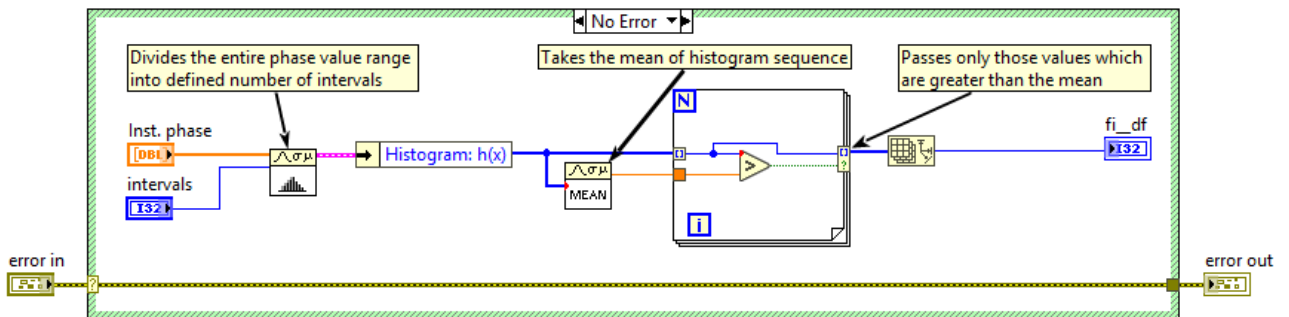 No Error
Divides the entire phase value range
into defined number of intervals
Takes the mean of histogram sequence
Passes only those values which
are greater than the mean
Inst. phase
[DBL]
intervals
I32
Histogram: h(x)
MEAN
N
>
?
i
fi__df
I32
error in
?
error out